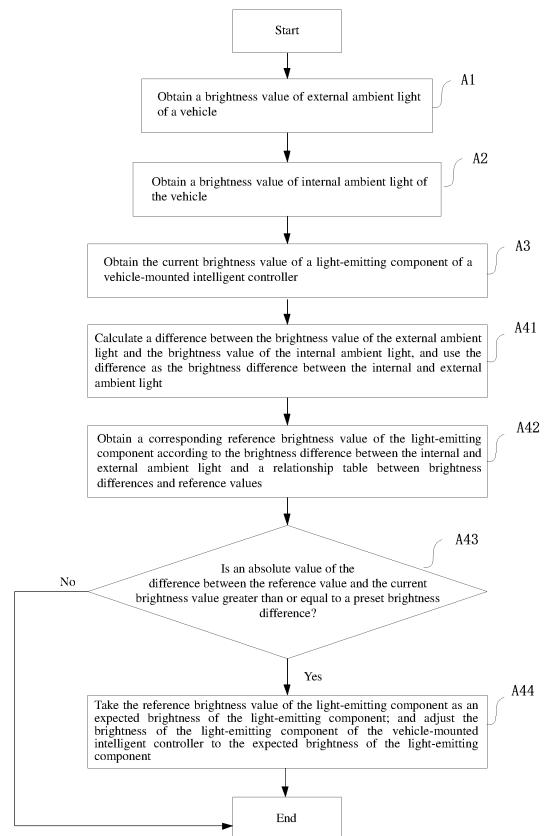 Start
A1
Obtain a brightness value of external ambient light
of a vehicle
A2
Obtain a brightness value of internal ambient light of
the vehicle
A3
Obtain the current brightness value of a light-emitting component of a
vehicle-mounted intelligent controller
A41
Calculate a difference between the brightness value of the external ambient
light and the brightness value of the internal ambient light, and use the
difference as the brightness difference between the internal and external
ambient light
A42
Obtain a corresponding reference brightness value of the light-emitting
component according to the brightness difference between the internal and
external ambient light and a relationship table between brightness
differences and reference values
A43
Is an absolute value of the
difference between the reference value and the current
brightness value greater than or equal to a preset brightness
difference?
No
Yes
A44
Take the reference brightness value of the light-emitting component as an
expected brightness of the light-emitting component; and adjust the
brightness of the light-emitting component of the vehicle-mounted
intelligent controller to the expected brightness of the light-emitting
component
End